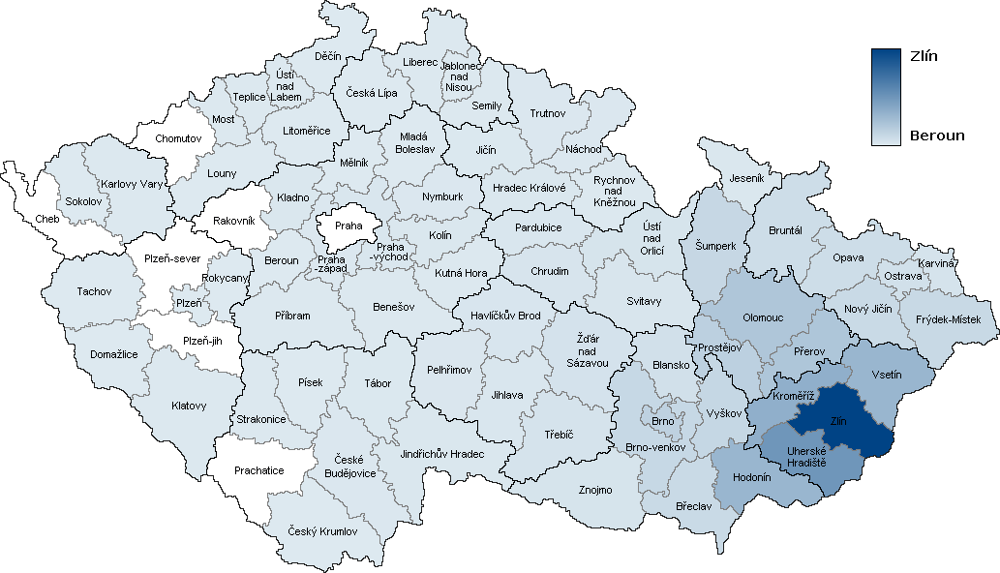 Zlín
Beroun
Děčín
Liberec
Jablonec
nad
Nisou
Ústí
nad
Labem
Teplice
Česká Lípa
Semily
Most
Trutnov
Chomutov
Litoměřice
Mladá
Boleslav
Jičín
Náchod
Mělník
Louny
Karlovy Vary
Sokolov
Kladno
Nymburk
Hradec Králové
Rychnov
nad
Kněžnou
Jeseník
Cheb
Rakovník
Praha
Kolín
Pardubice
Ústí
nad
Orlicí
Šumperk
Bruntál
Plzeň-sever
Beroun
Praha
-západ
Praha
-východ
Opava
Karviná
Ostrava
Rokycany
Kutná Hora
Chrudim
Tachov
Plzeň
Příbram
Benešov
Havlíčkův Brod
Svitavy
Olomouc
Nový Jičín
Frýdek-Místek
Plzeň-jih
Domažlice
Žďár
nad
Sázavou
Prostějov
Přerov
Vsetín
Blansko
Pelhřimov
Písek
Tábor
Jihlava
Kroměříž
Klatovy
Strakonice
Vyškov
Brno
Zlín
Třebíč
Brno-venkov
Uherské
Hradiště
Jindřichův Hradec
České
Budějovice
Prachatice
Hodonín
Znojmo
Břeclav
Český Krumlov